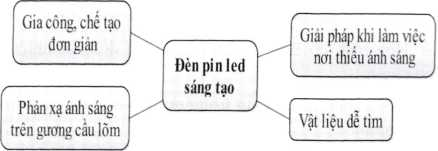 Gia công, chế tạo
đơn giản
Giải pháp khi làm việc
nơi thiếu ánh sáng
Đèn pin led
sáng tạo
Phản xạ ánh sáng
trên gương cầu lõm
Vật liệu dễ tìm